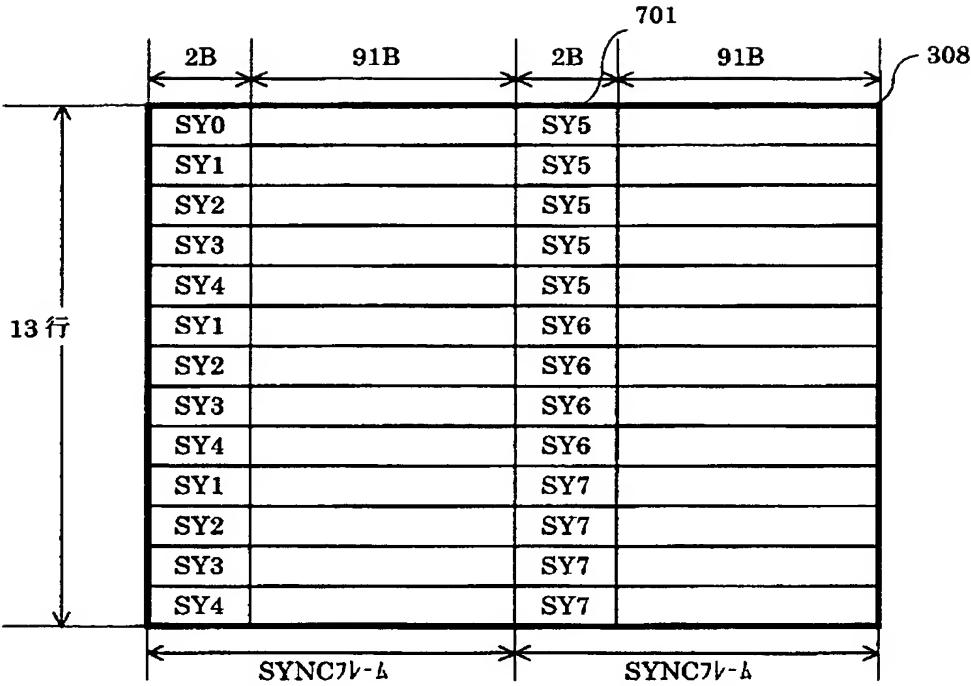 701
2B 91B 2B 91B 308
SY0 SY5
SY1 SY5
SY2 SY5
SY3 SY5
SY4 SY5
13行 SY1 SY6
SY2 SY6
SY3 SY6
SY4 SY6
SY1 SY7
SY2 SY7
SY3 SY7
SY4 SY7
SYNCフレーム SYNCフレーム